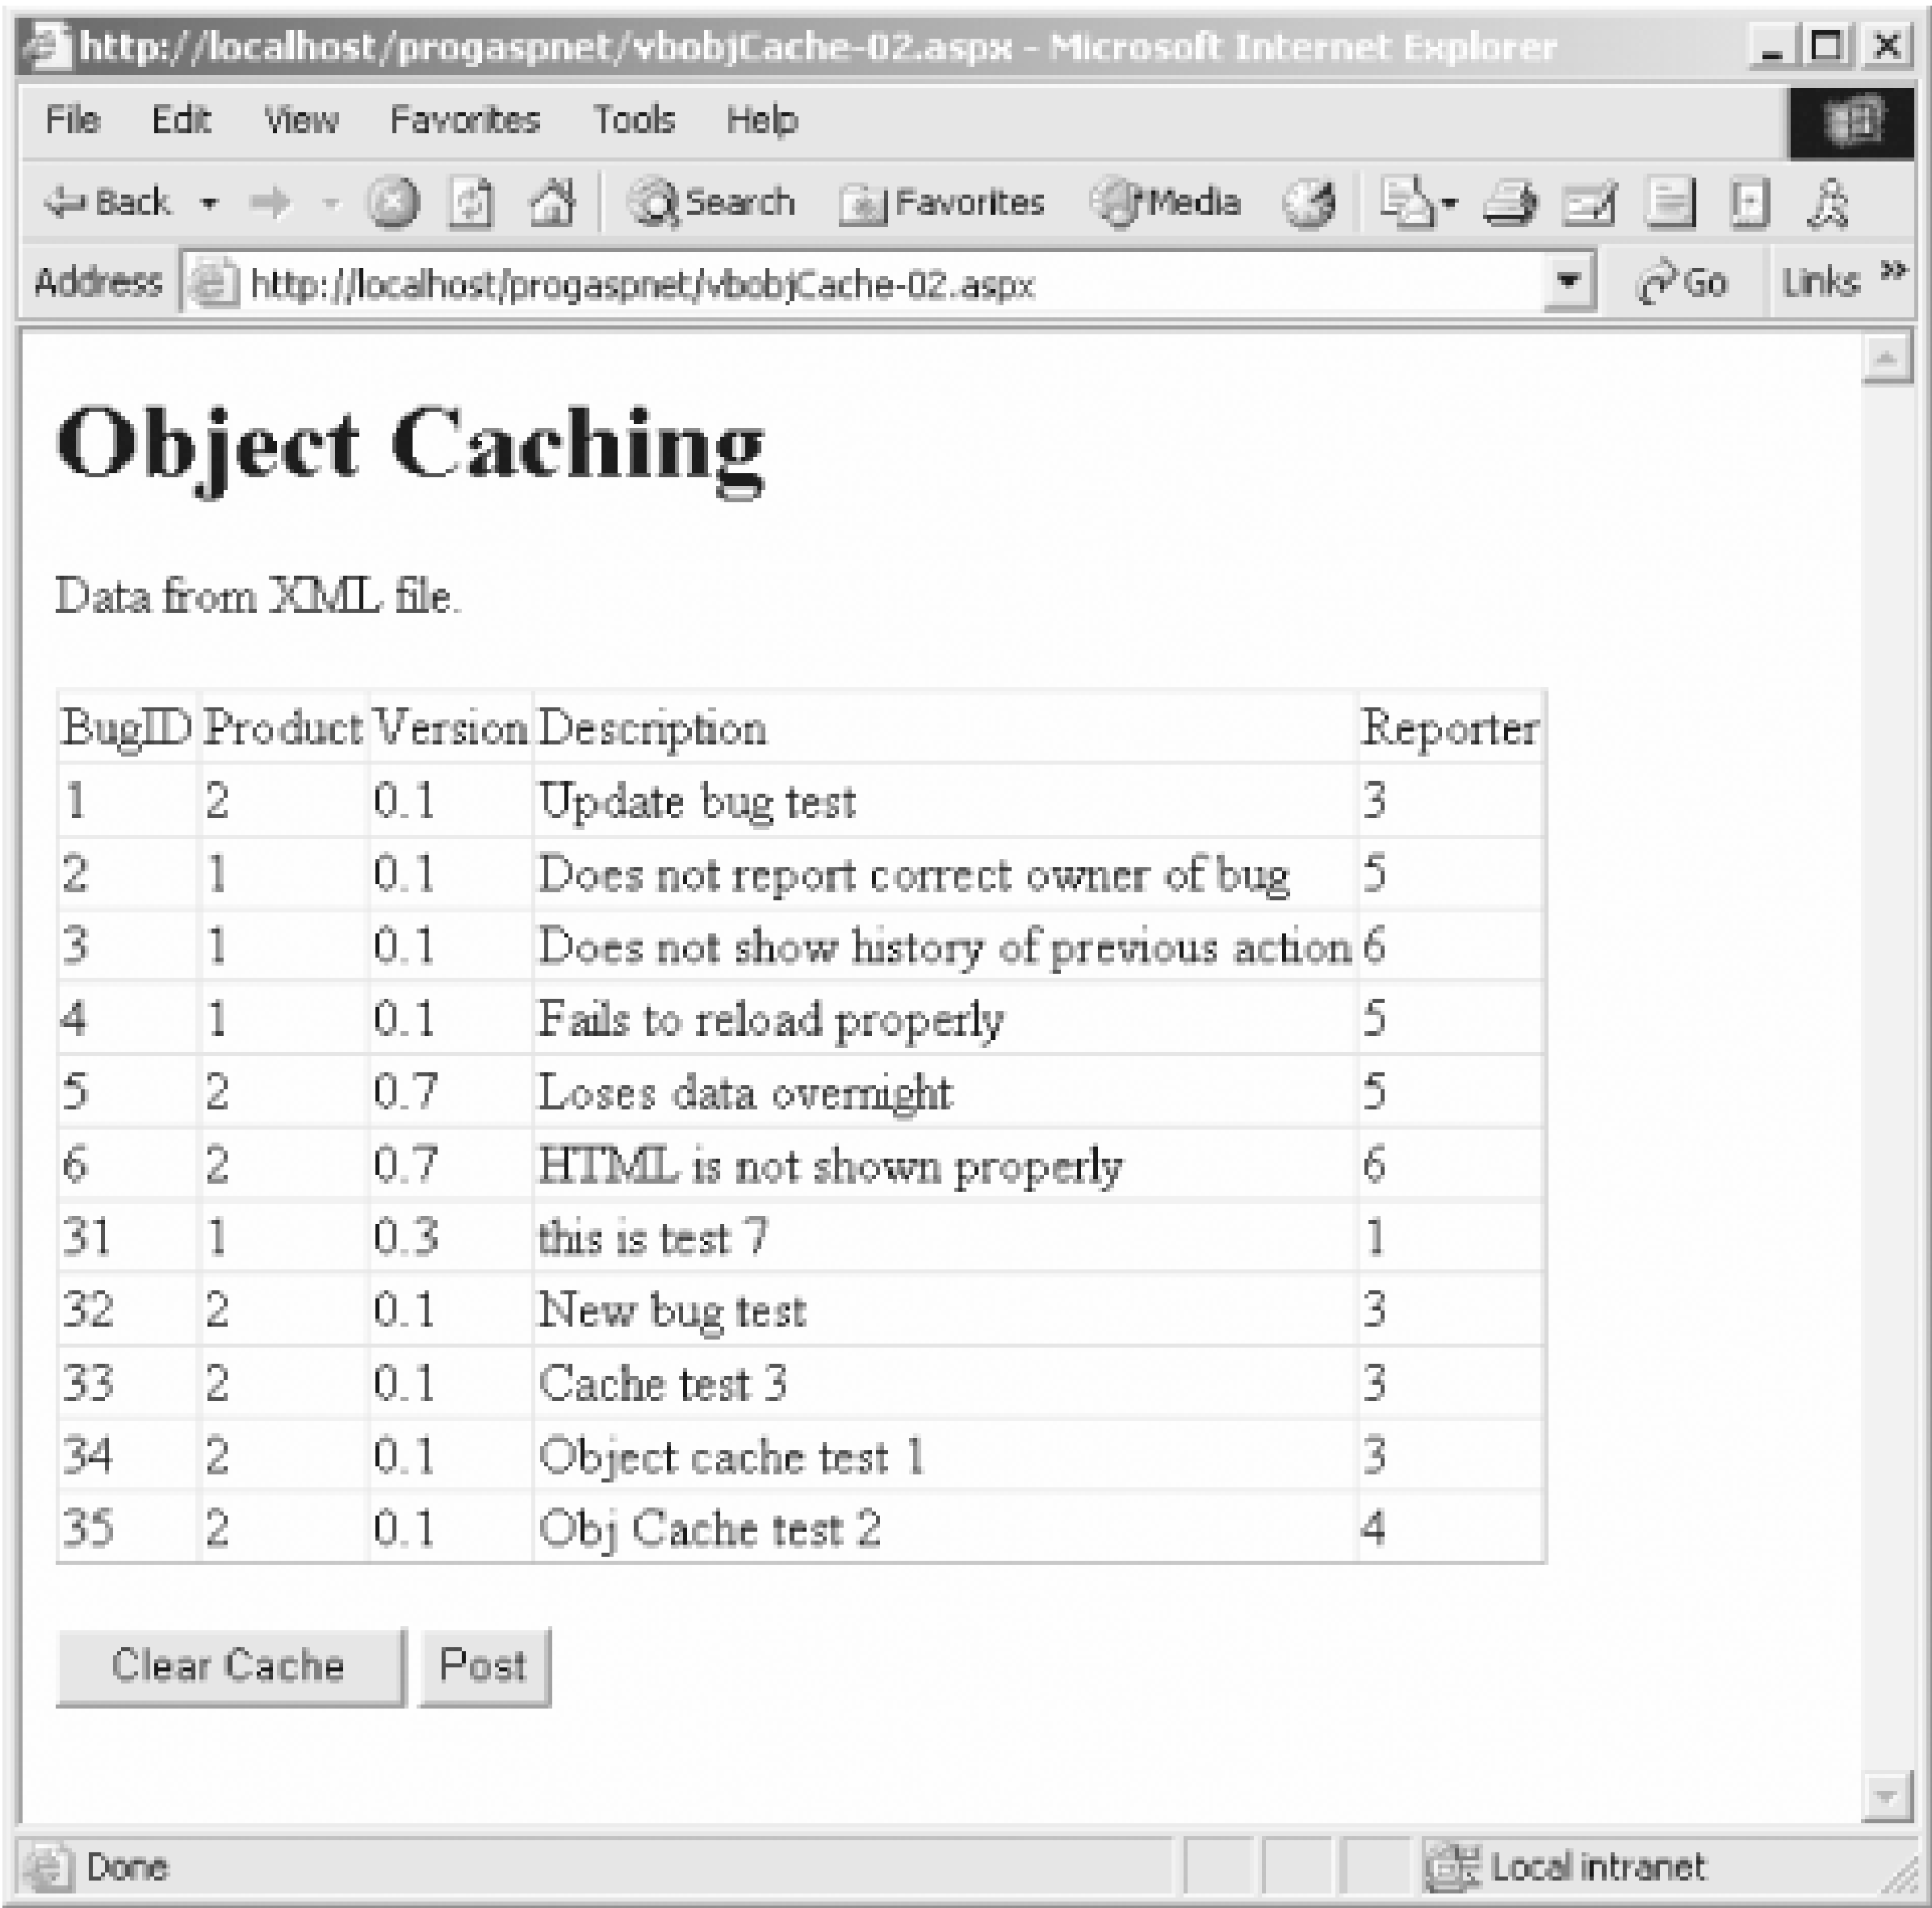 http://localhost/progaspnet/vbobjCache-02.aspx - Microsoft Internet Explorer
File Edit View Favorites Tools Help
Back Search Favorites Media
Address http://localhost/progaspnet/vbobjCache-02.aspx Go Links »
Object Caching
Data from XML file.
BugID Product Version Description Reporter
1 2 0.1 Update bug test 3
2 1 0.1 Does not report correct owner of bug 5
3 1 0.1 Does not show history of previous action 6
4 1 0.1 Fails to reload properly 5
5 2 0.7 Loses data overnight 5
6 2 0.7 HTML is not shown properly 6
31 1 0.3 this is test 7 1
32 2 0.1 New bug test 3
33 2 0.1 Cache test 3 3
34 2 0.1 Object cache test 1 3
35 2 0.1 Obj Cache test 2 4
Clear Cache Post
Done Local intranet